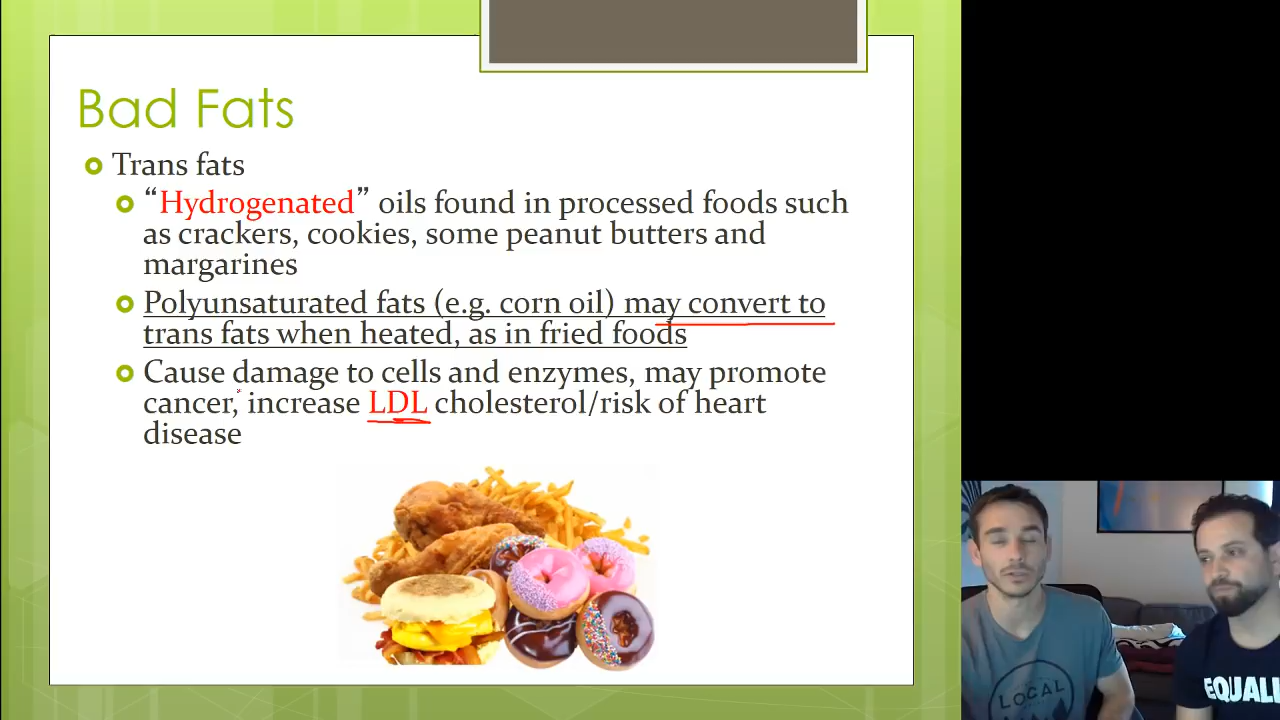 Bad Fats
Trans fats
“Hydrogenated” oils found in processed foods such
as crackers, cookies, some peanut butters and
margarines
Polyunsaturated fats (e.g. corn oil) may convert to
trans fats when heated, as in fried foods
Cause damage to cells and enzymes, may promote
cancer, increase LDL cholesterol/risk of heart
disease
LOCAL
EQUALI